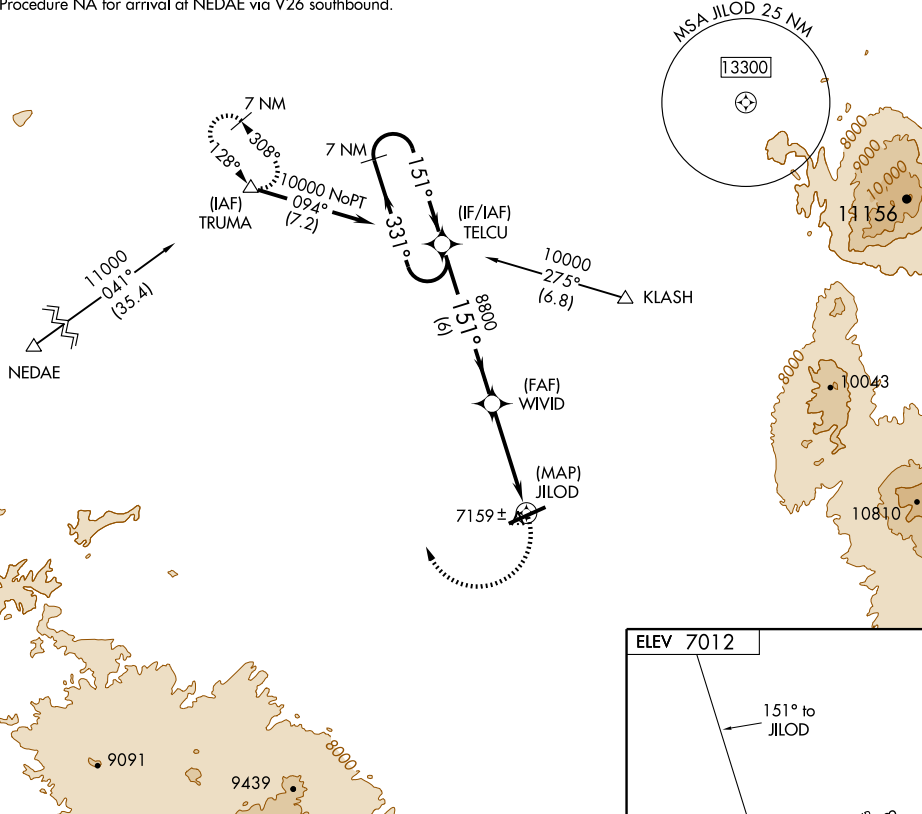 Procedure NA for arrival at NEDAE via V26 southbound.
MSA JILOD 25 NM
13300
7 NM
308°
128°
(IAF)
TRUMA
10000 NoPT
094°
(7.2)
7 NM
151°
331°
(IF/IAF)
TELCU
11000
041°
(35.4)
NEDAE
10000
275°
(6.8)
KLASH
8800
151°
(6)
(FAF)
WIVID
(MAP)
JILOD
7159 ±
8000
9000
10,000
11156
8000
10043
10810
ELEV 7012
151° to
JILOD
9091
9439
8000